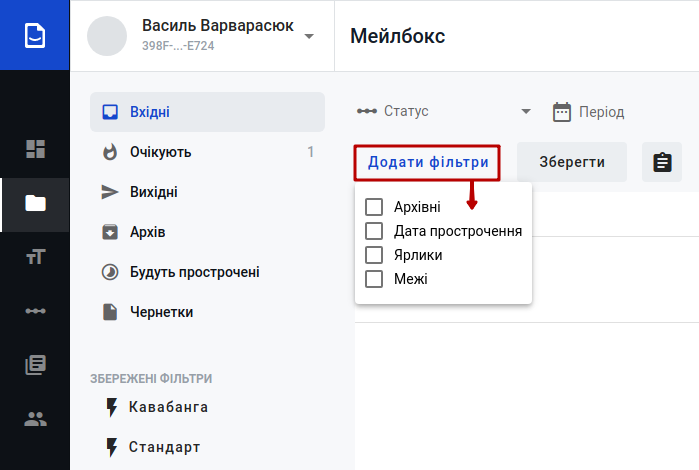 Василь Варварасюк
398F-...-E724
Мейлбокс
Вхідні
Очікують 1
Вихідні
Архів
Будуть прострочені
Чернетки
ЗБЕРЕЖЕНІ ФІЛЬТРИ
Кавабанга
Стандарт
Статус
Період
Додати фільтри
Зберегти
Архівні
Дата прострочення
Ярлики
Межі